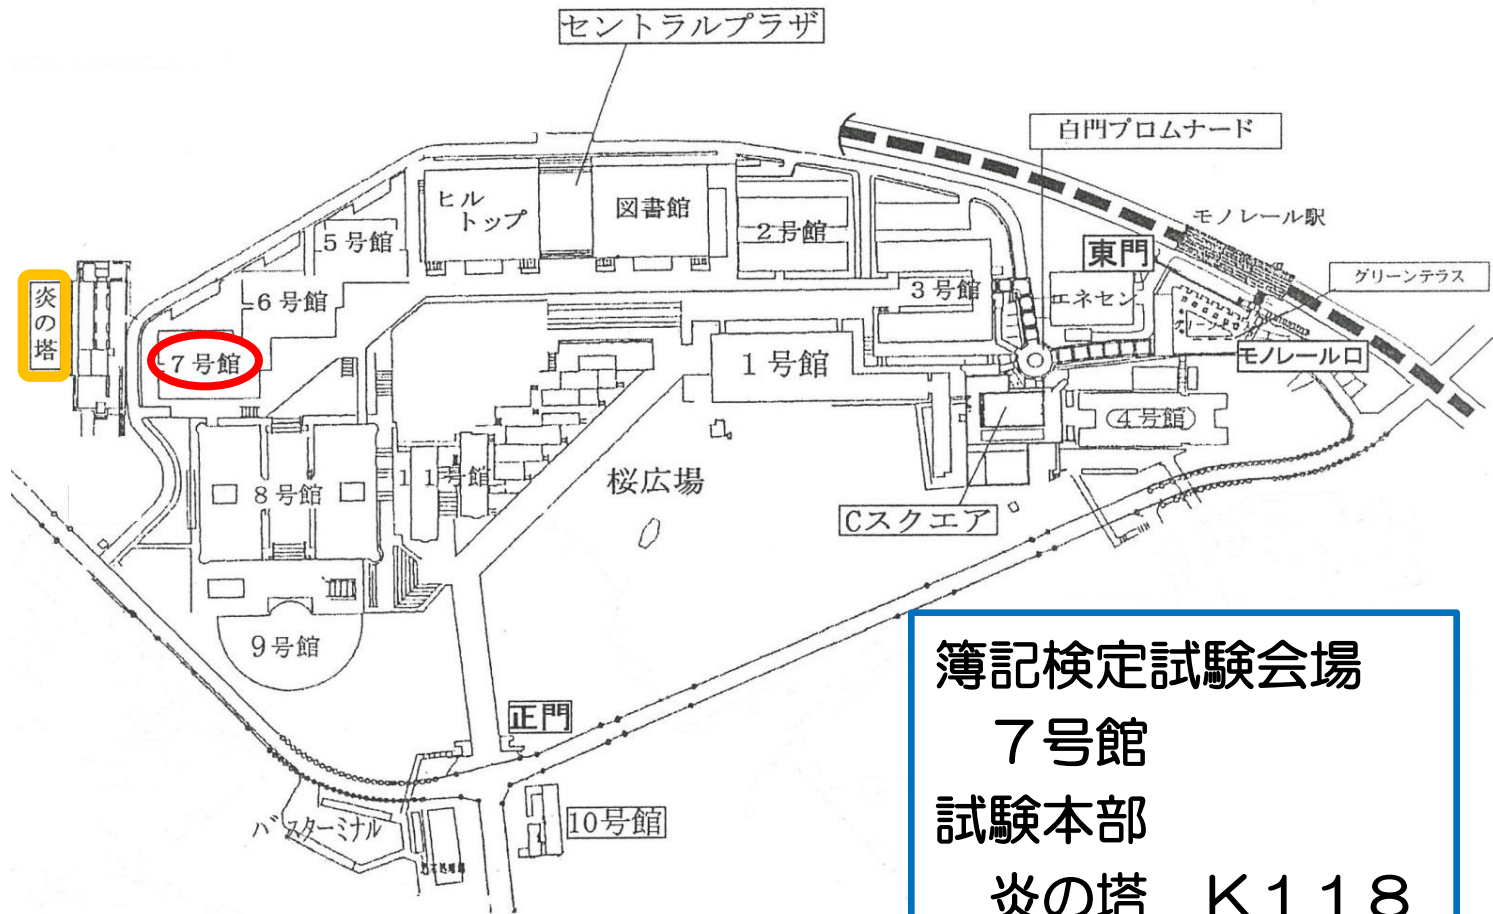 セントラルプラザ
白門プロムナード
モノレール駅
ヒル
トップ
図書館
5号館
2号館
東門
グリーンテラス
炎の塔
6号館
3号館
エネセン
7号館
1号館
モノレール口
4号館
8号館
11号館
桜広場
Cスクエア
9号館
正門
バスターミナル
10号館
簿記検定試験会場
7号館
試験本部
炎の塔 K118